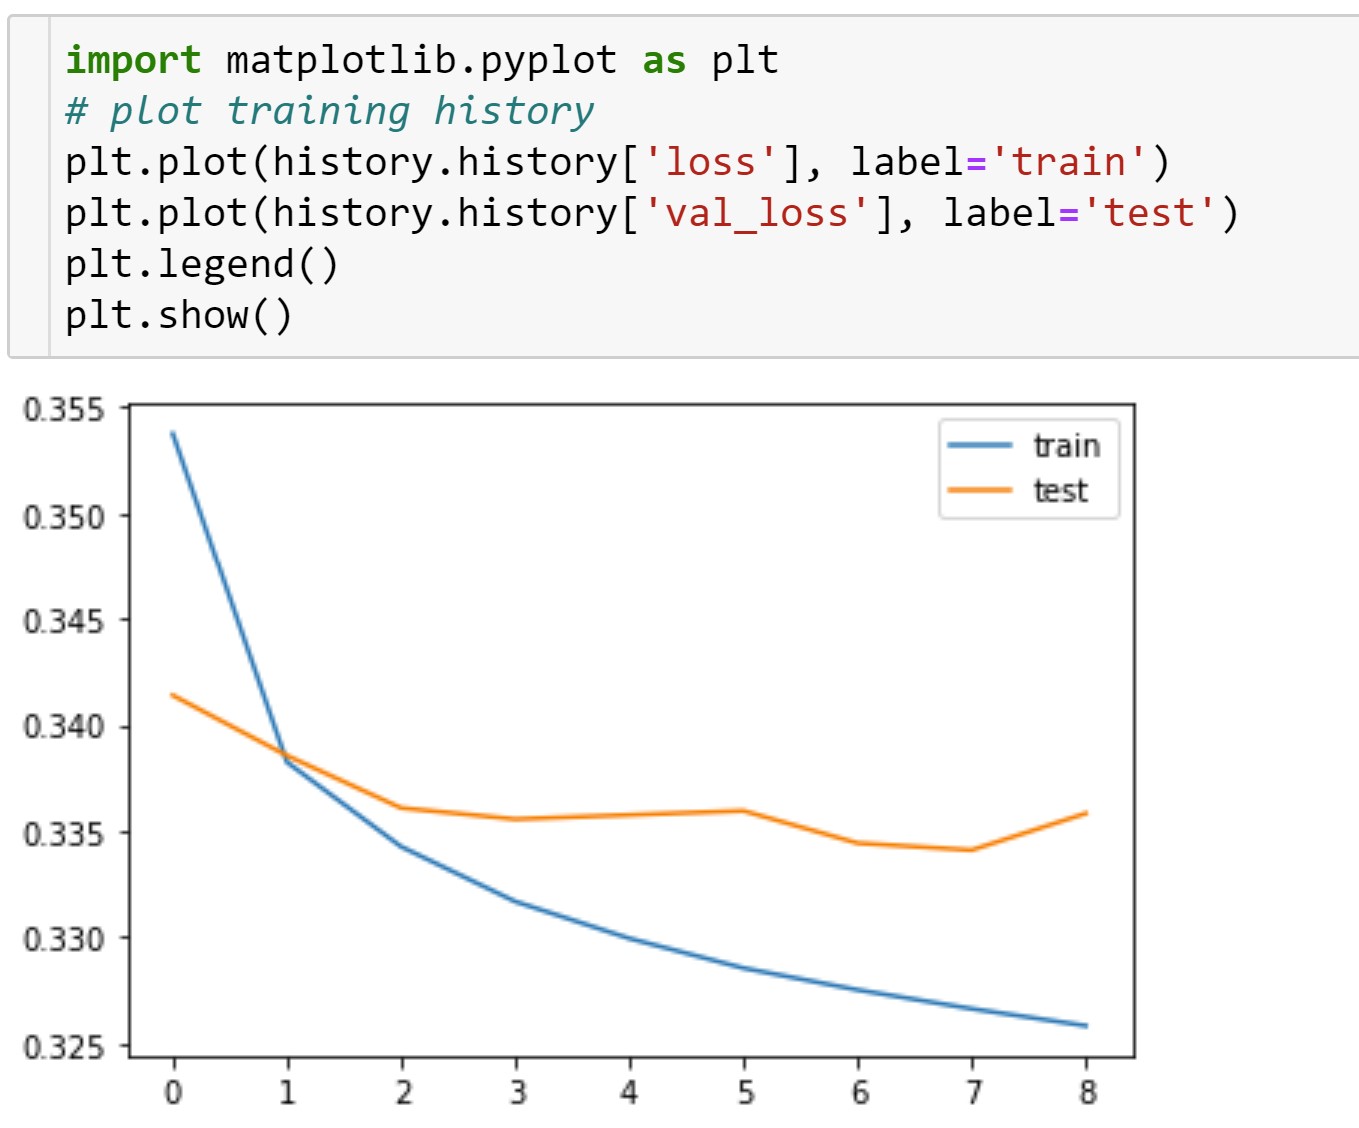 import matplotlib.pyplot as plt
# plot training history
plt.plot(history.history['loss'], label='train')
plt.plot(history.history['val_loss'], label='test')
plt.legend()
plt.show()
0.355
0.350
0.345
0.340
0.335
0.330
0.325
train
test
0 1 2 3 4 5 6 7 8